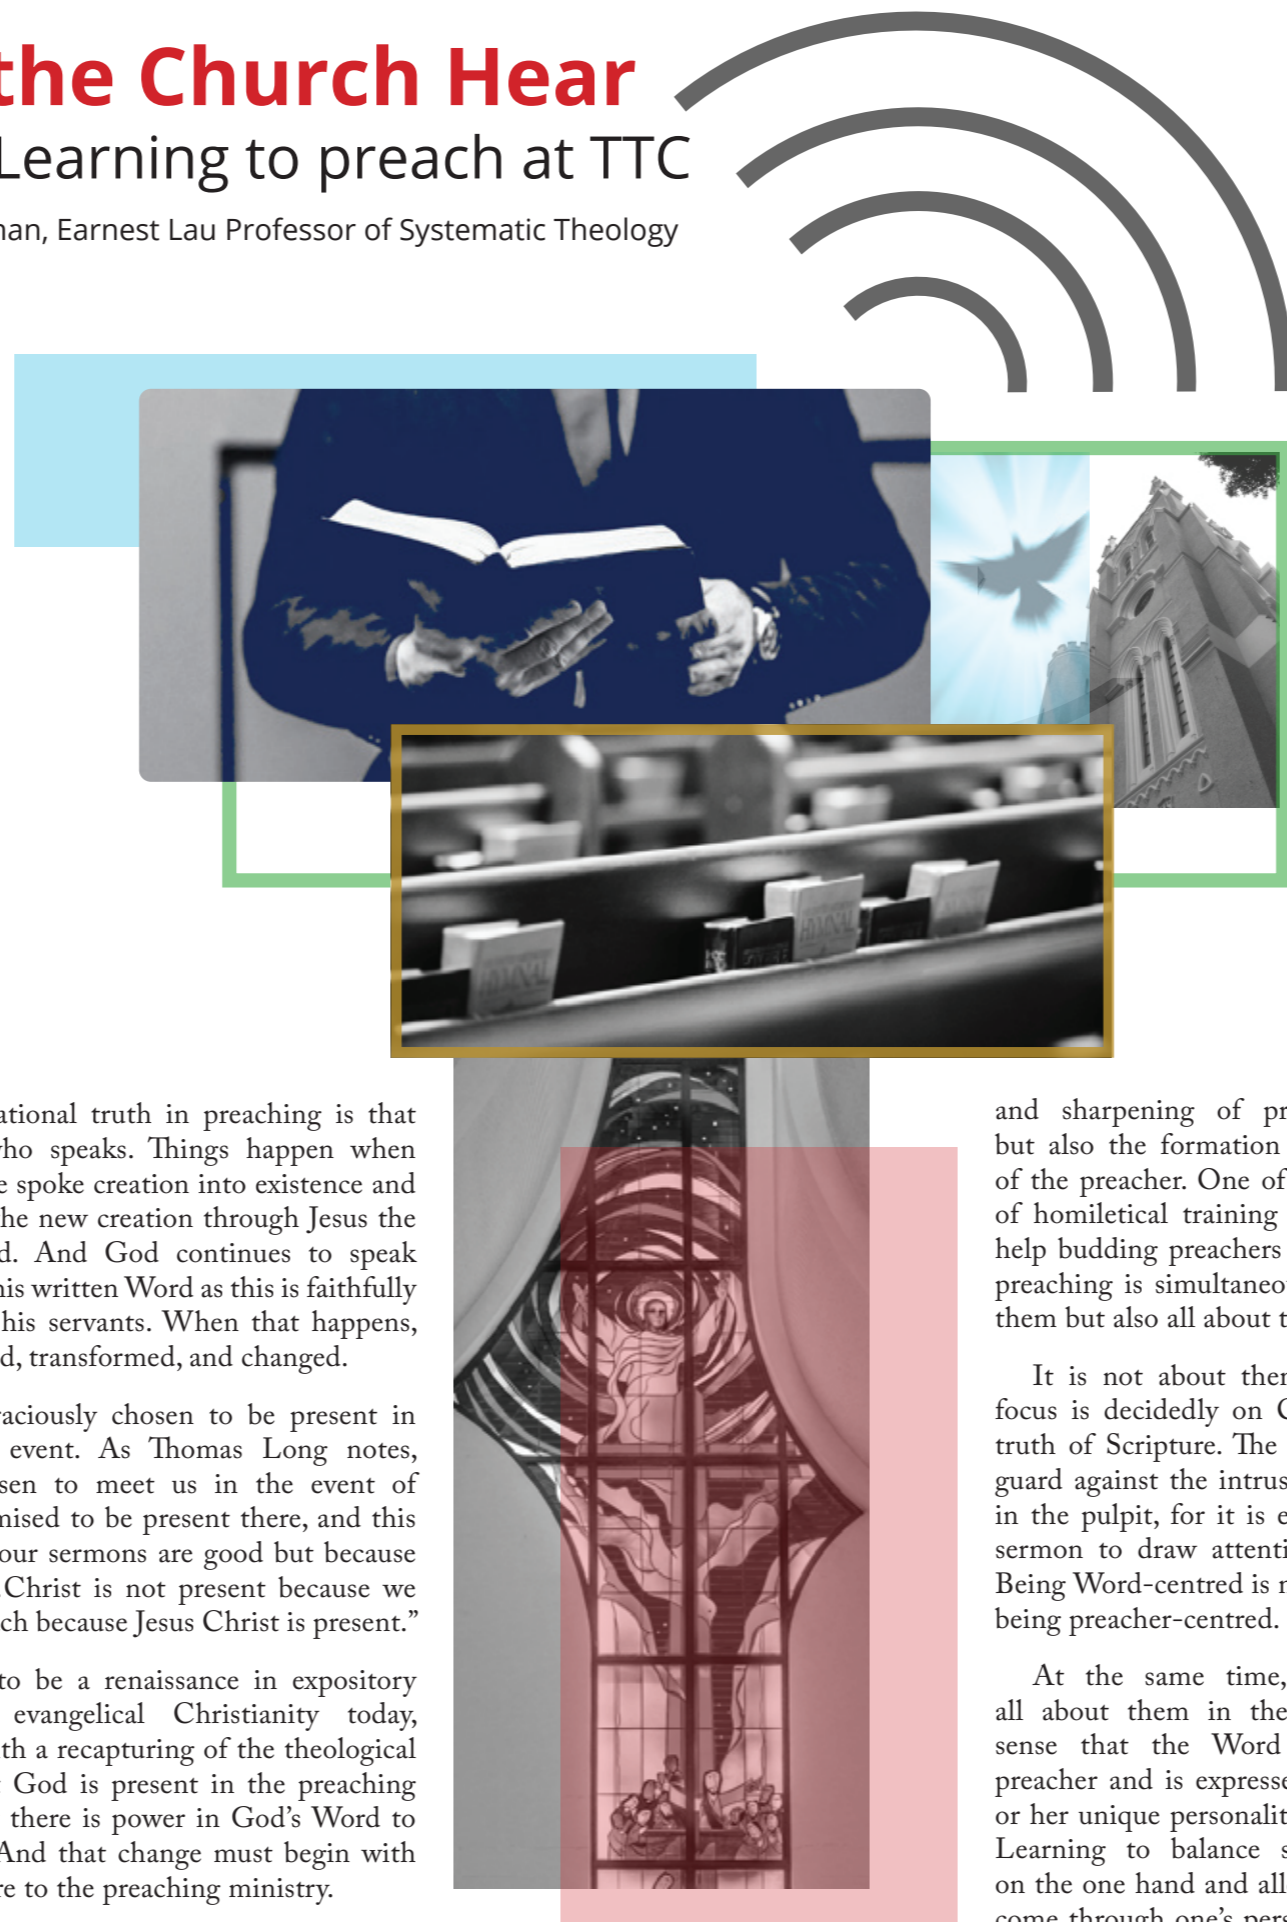 the Church Hear
Learning to preach at TTC
nan, Earnest Lau Professor of Systematic Theology
HYMNAL
HYMNAL
ational truth in preaching is that
who speaks. Things happen when
e spoke creation into existence and
the new creation through Jesus the
d. And God continues to speak
his written Word as this is faithfully
his servants. When that happens,
d, transformed, and changed.
raciously chosen to be present in
event. As Thomas Long notes,
sen to meet us in the event of
mised to be present there, and this
our sermons are good but because
.Christ is not present because we
ch because Jesus Christ is present.”
to be a renaissance in expository
evangelical Christianity today,
ith a recapturing of the theological
God is present in the preaching
there is power in God’s Word to
And that change must begin with
re to the preaching ministry.
and sharpening of pr
but also the formation
of the preacher. One of
of homiletical training
help budding preachers
preaching is simultaneo
them but also all about t
It is not about them
focus is decidedly on C
truth of Scripture. The
guard against the intrus
in the pulpit, for it is e
sermon to draw attenti
Being Word-centred is n
being preacher-centred.
At the same time,
all about them in the
sense that the Word
preacher and is expresse
or her unique personalit
Learning to balance s
on the one hand and all
come through one’s pers